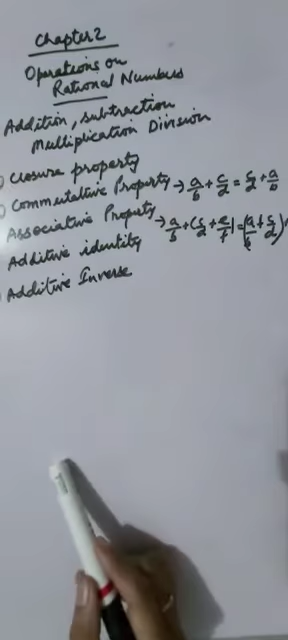 Chapter 2
Operations on
Rational Numbers
Addition, subtraction
Multiplication Division
Closure property
Commutative Property → a/b + c/d = c/d + a/b
Associative Property → a/b + (c/d + e/f) = (a/b + c/d)
Additive identity
Additive Inverse